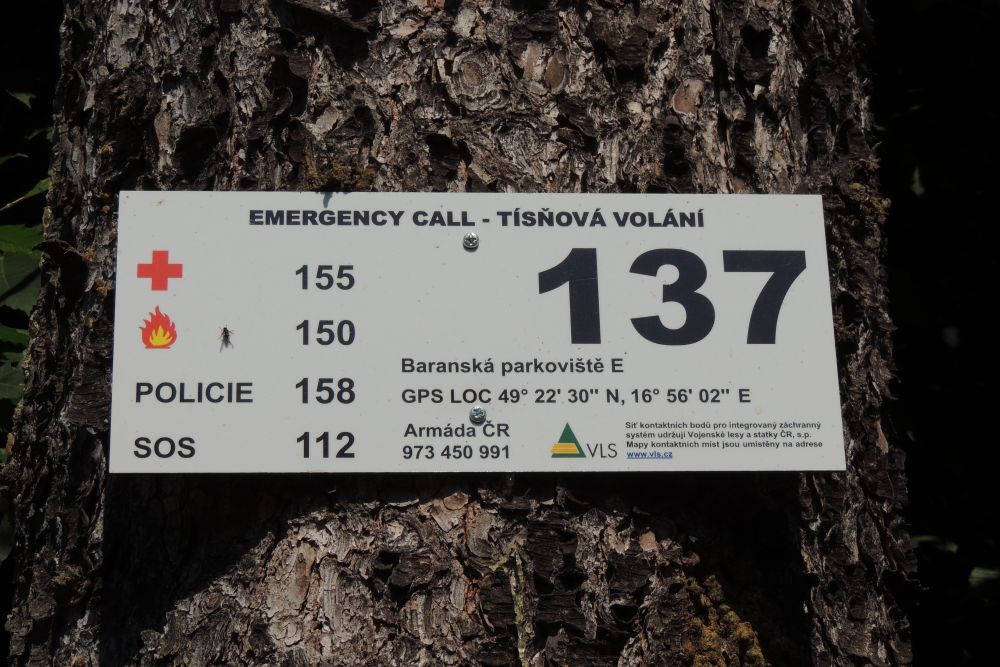 EMERGENCY CALL - TÍSŇOVÁ VOLÁNÍ
155
137
150
Baranská parkoviště E
POLICIE 158
GPS LOC 49° 22' 30'' N, 16° 56' 02'' E
SOS 112
Armáda ČR
973 450 991
VLS
Síť kontaktních bodů pro integrovaný záchranný
systém udržují Vojenské lesy a statky ČR, s.p.
Mapy kontaktních míst jsou umístěny na adrese
www.vls.cz